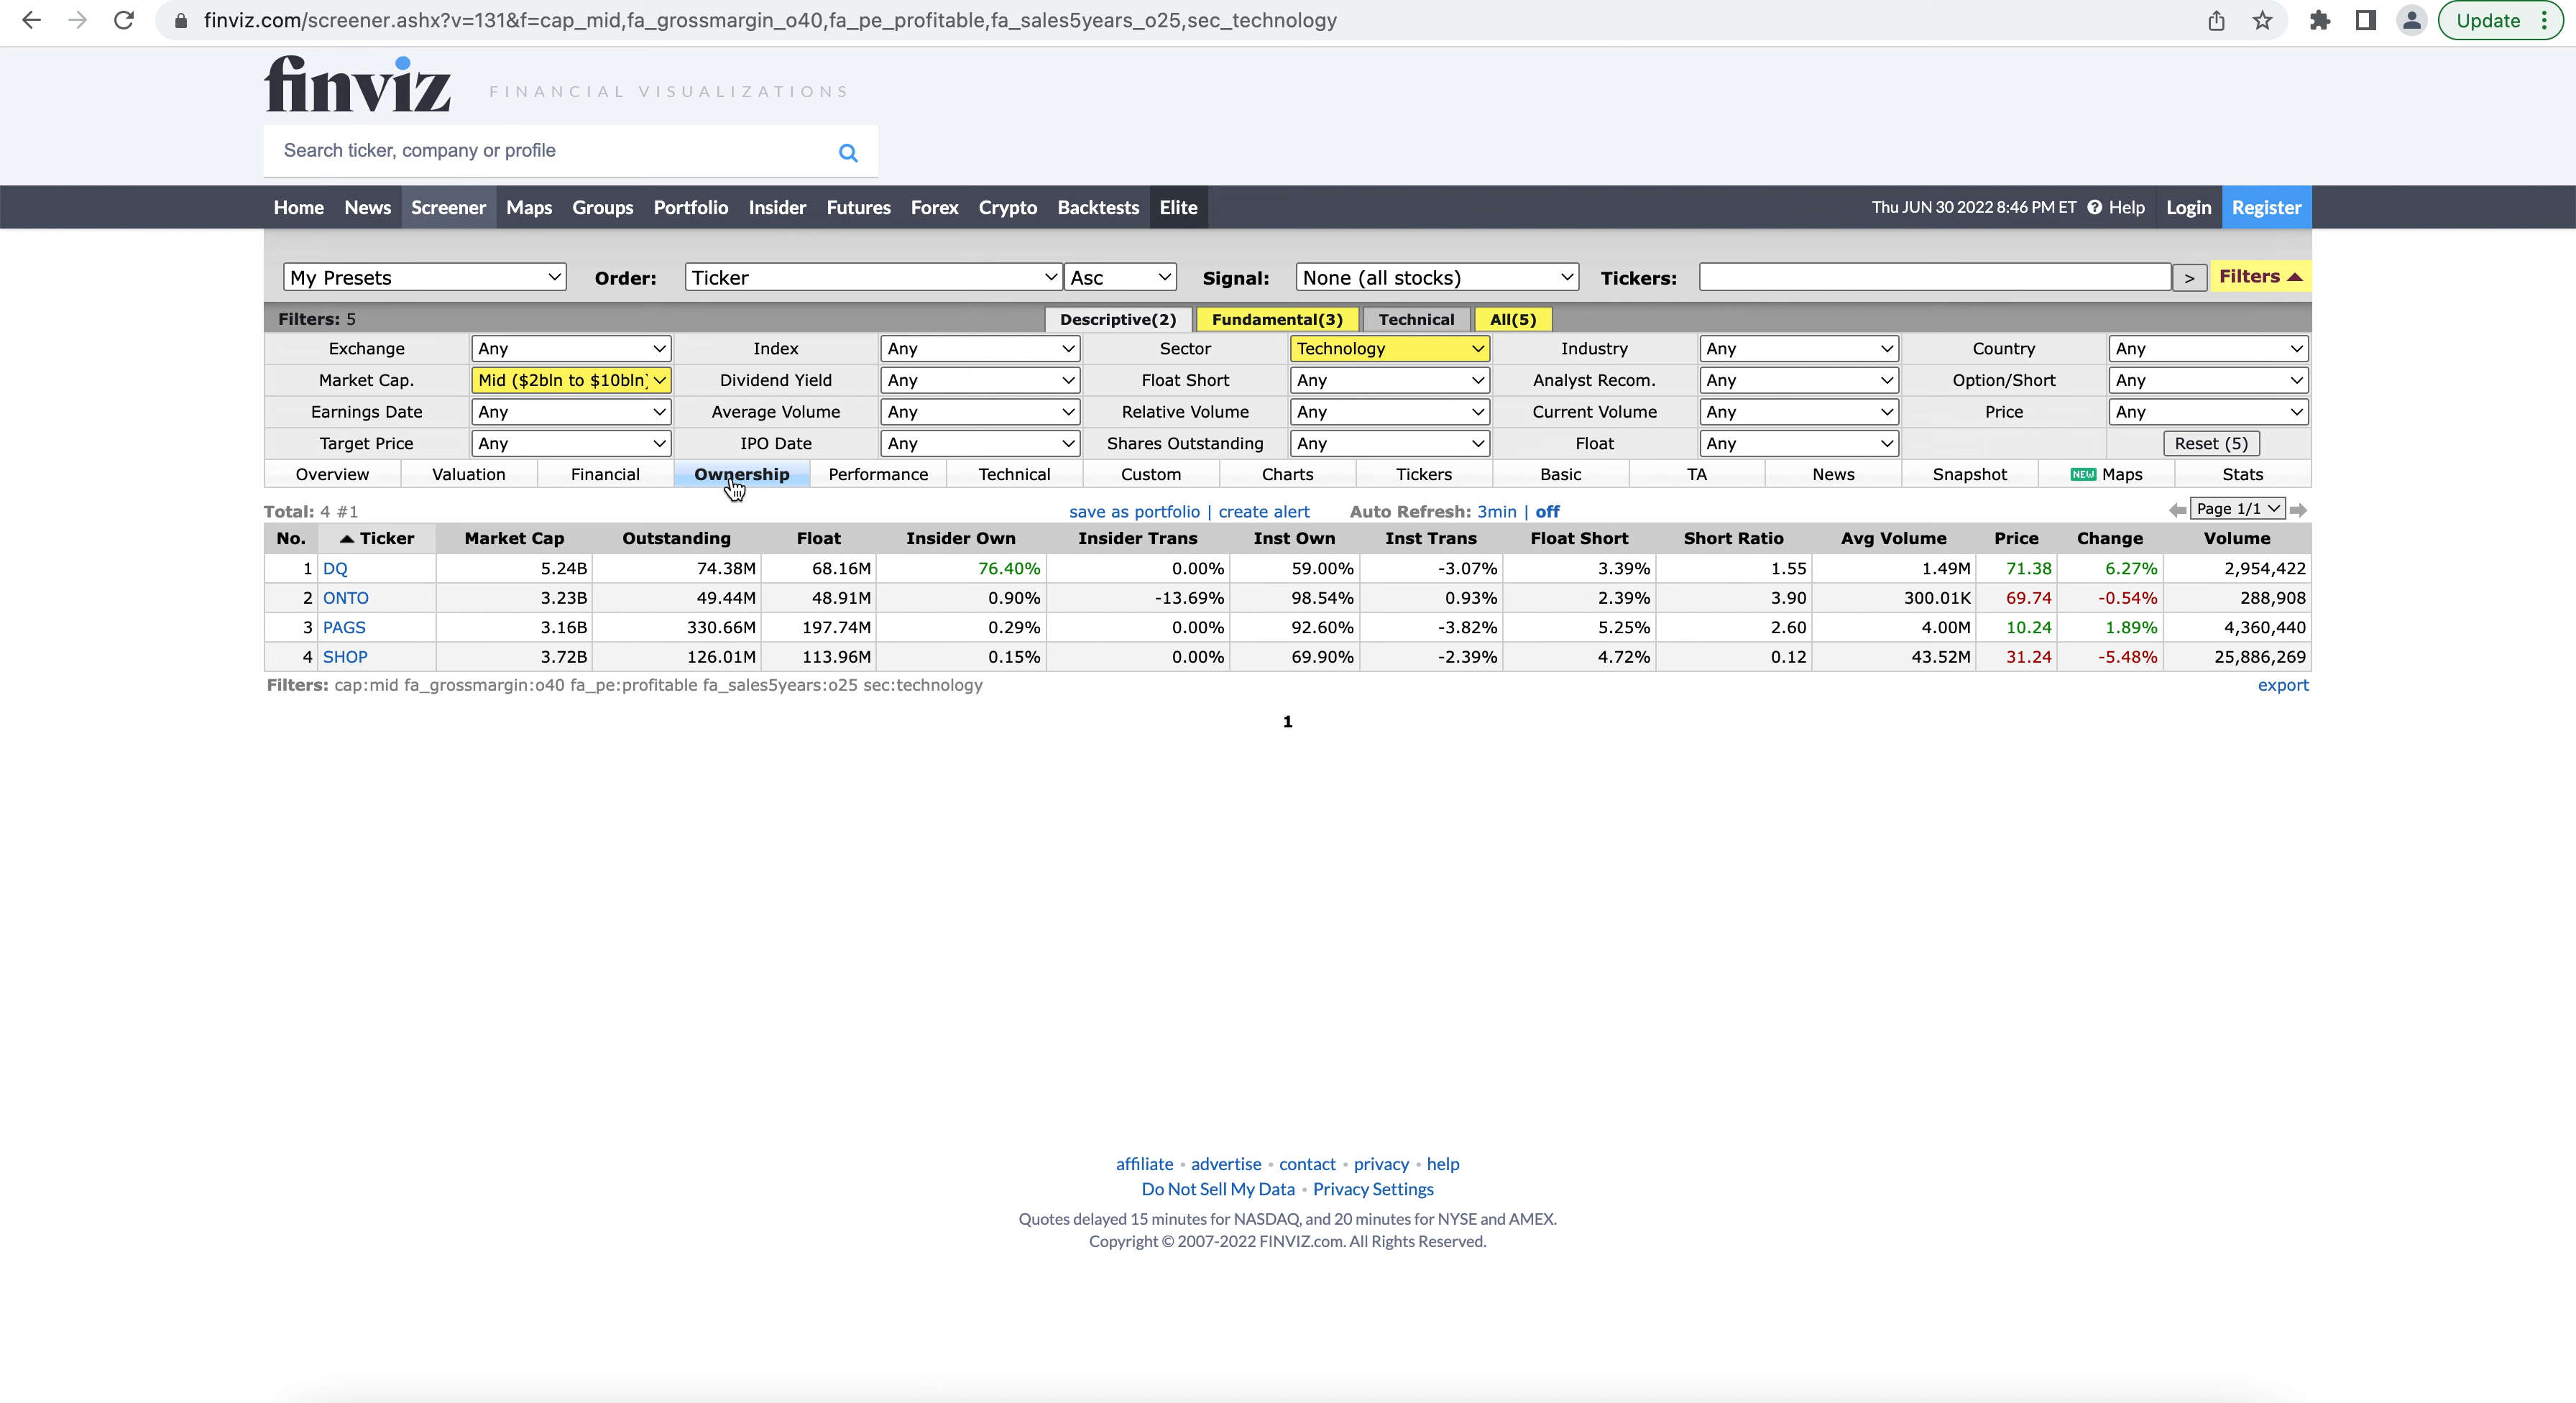 finviz.com/screener.ashx?v=131&f=cap_mid,fa_grossmargin_o40,fa_pe_profitable,fa_sales5years_o25,sec_technology Update
finviz FINANCIAL VISUALIZATIONS
Search ticker, company or profile
Home News Screener Maps Groups Portfolio Insider Futures Forex Crypto Backtests Elite Thu JUN 30 2022 8:46 PM ET ? Help Login Register
My Presets Order: Ticker Asc Signal: None (all stocks) Tickers: > Filters
Filters: 5 Descriptive(2) Fundamental(3) Technical All(5)
Exchange Any Index Any Sector Technology Industry Any Country Any
Market Cap. Mid ($2bln to $10bln) Dividend Yield Any Float Short Any Analyst Recom. Any Option/Short Any
Earnings Date Any Average Volume Any Relative Volume Any Current Volume Any Price Any
Target Price Any IPO Date Any Shares Outstanding Any Float Any Reset (5)
Overview Valuation Financial Ownership Performance Technical Custom Charts Tickers Basic TA News Snapshot NEW Maps Stats
Total: 4 #1 save as portfolio | create alert Auto Refresh: 3min | off Page 1/1
No. Ticker Market Cap Outstanding Float Insider Own Insider Trans Inst Own Inst Trans Float Short Short Ratio Avg Volume Price Change Volume
1 DQ 5.24B 74.38M 68.16M 76.40% 0.00% 59.00% -3.07% 3.39% 1.55 1.49M 71.38 6.27% 2,954,422
2 ONTO 3.23B 49.44M 48.91M 0.90% -13.69% 98.54% 0.93% 2.39% 3.90 300.01K 69.74 -0.54% 288,908
3 PAGS 3.16B 330.66M 197.74M 0.29% 0.00% 92.60% -3.82% 5.25% 2.60 4.00M 10.24 1.89% 4,360,440
4 SHOP 3.72B 126.01M 113.96M 0.15% 0.00% 69.90% -2.39% 4.72% 0.12 43.52M 31.24 -5.48% 25,886,269
Filters: cap:mid fa_grossmargin:o40 fa_pe:profitable fa_sales5years:o25 sec:technology export
1
affiliate • advertise • contact • privacy • help
Do Not Sell My Data • Privacy Settings
Quotes delayed 15 minutes for NASDAQ, and 20 minutes for NYSE and AMEX.
Copyright © 2007-2022 FINVIZ.com. All Rights Reserved.